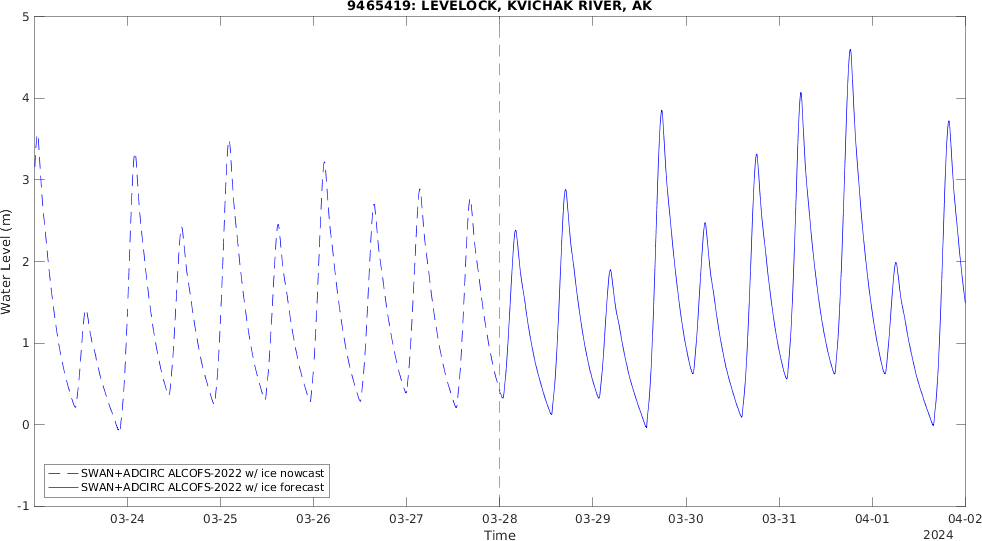 9465419: LEVELOCK, KVICHAK RIVER, AK
5
4
3
2
1
0
-1
Water Level (m)
SWAN+ADCIRC ALCOFS-2022 w/ ice nowcast
SWAN+ADCIRC ALCOFS-2022 w/ ice forecast
03-24 03-25 03-26 03-27 03-28 03-29 03-30 03-31 04-01 04-02
Time
2024